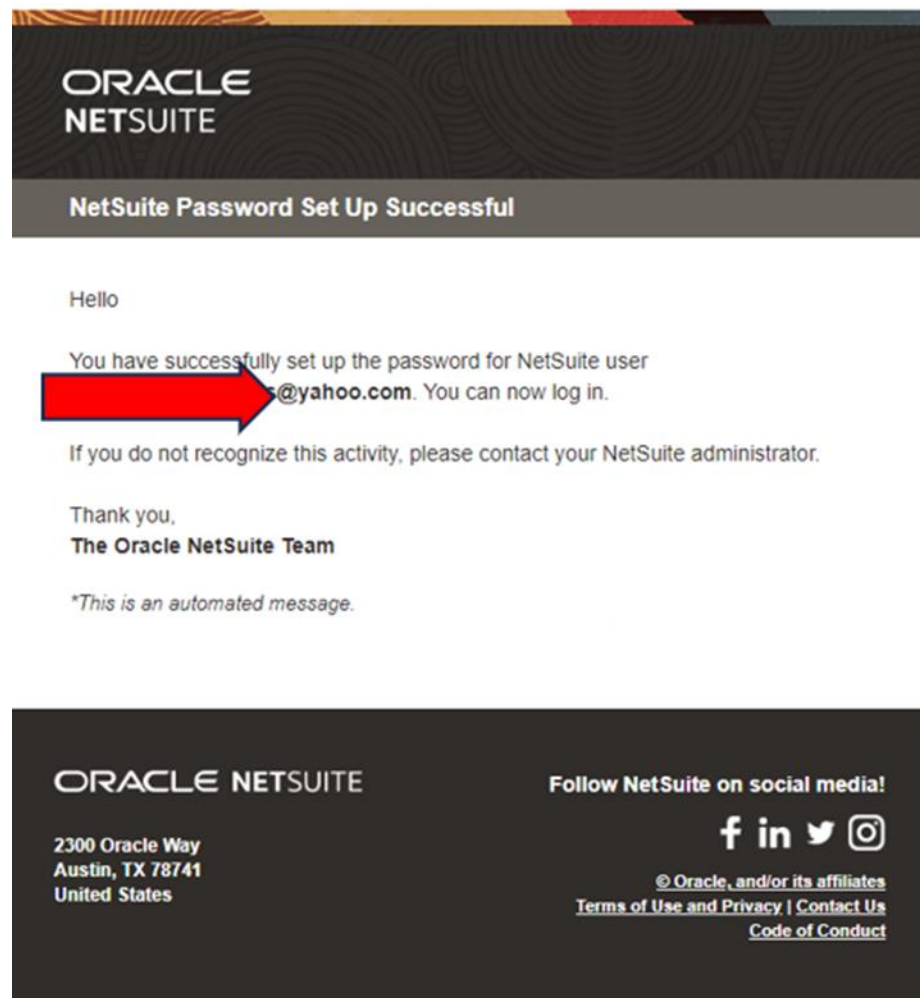 ORACLE
NETSUITE
NetSuite Password Set Up Successful
Hello
You have successfully set up the password for NetSuite user
@yahoo.com. You can now log in.
If you do not recognize this activity, please contact your NetSuite administrator.
Thank you,
The Oracle NetSuite Team
*This is an automated message.
ORACLE NETSUITE
2300 Oracle Way
Austin, TX 78741
United States
Follow NetSuite on social media!
f in
© Oracle, and/or its affiliates
Terms of Use and Privacy | Contact Us
Code of Conduct